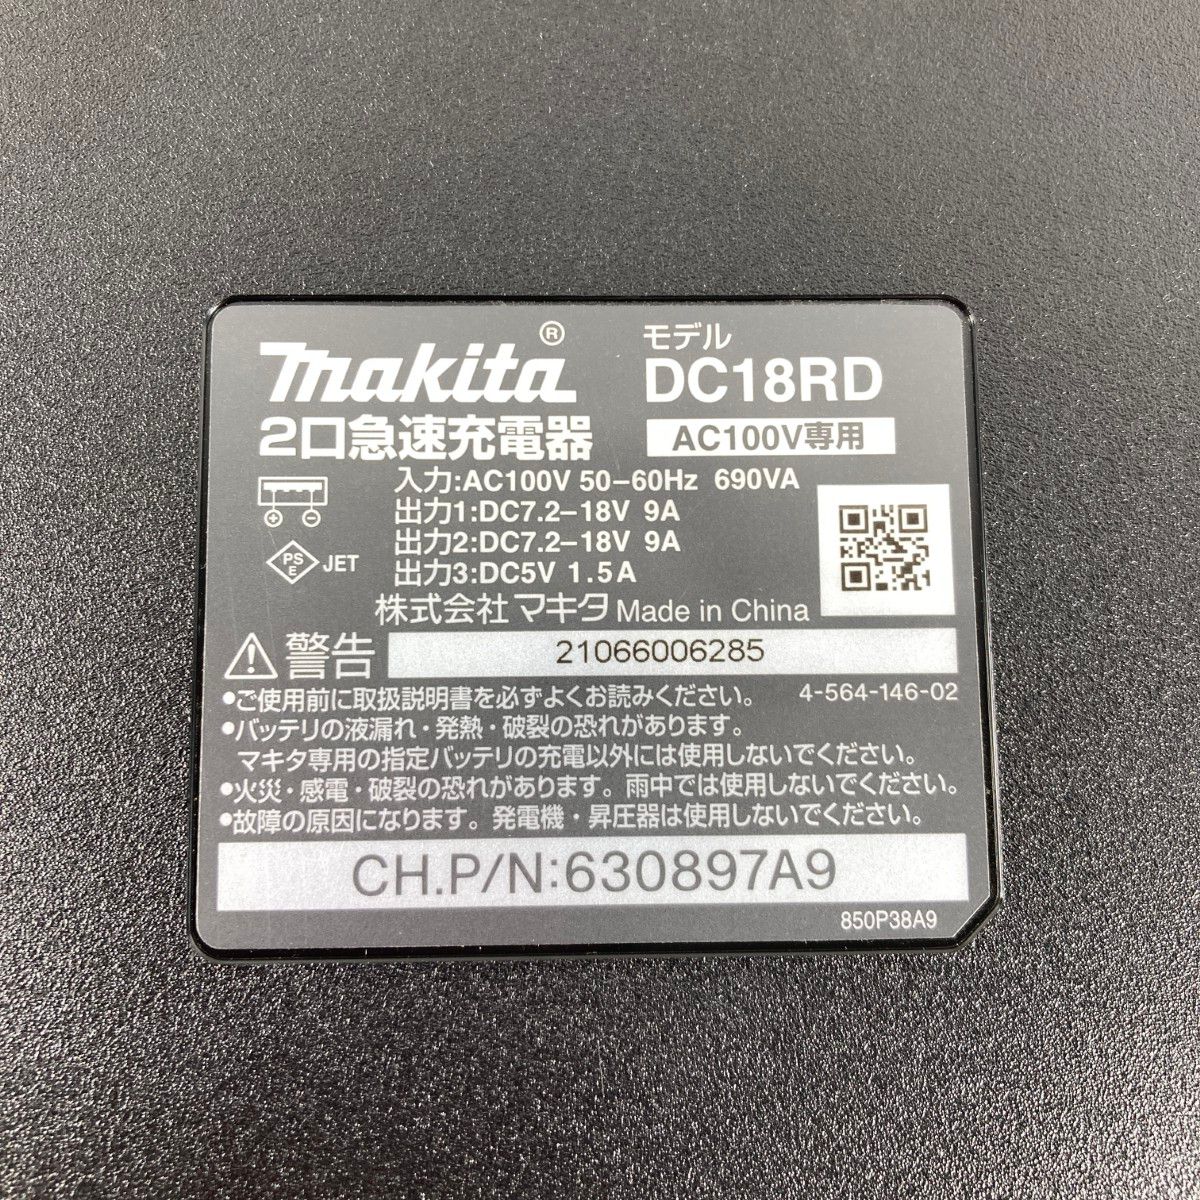 makita®
モデル
DC18RD
2口急速充電器
AC100V専用
入力:AC100V 50-60Hz 690VA
出力1:DC7.2-18V 9A
出力2:DC7.2-18V 9A
出力3:DC5V 1.5A
PS
E
JET
株式会社 マキタ Made in China
警告
21066006285
•ご使用前に取扱説明書を必ずよくお読みください。 4-564-146-02
•バッテリの液漏れ・発熱・破裂の恐れがあります。
マキタ専用の指定バッテリの充電以外には使用しないでください。
•火災・感電・破裂の恐れがあります。雨中では使用しないでください。
•故障の原因になります。発電機・昇圧器は使用しないでください。
CH.P/N:630897A9
850P38A9